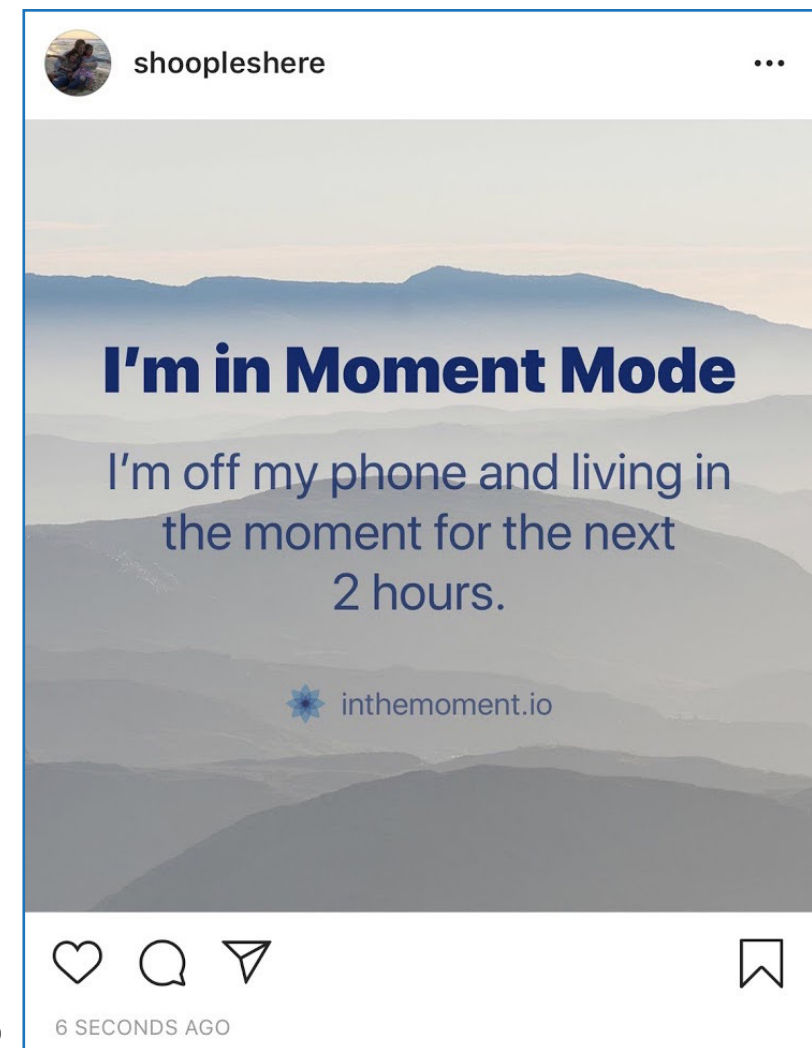 shoopleshere
I’m in Moment Mode
I’m off my phone and living in
the moment for the next
2 hours.
inthemoment.io
6 SECONDS AGO